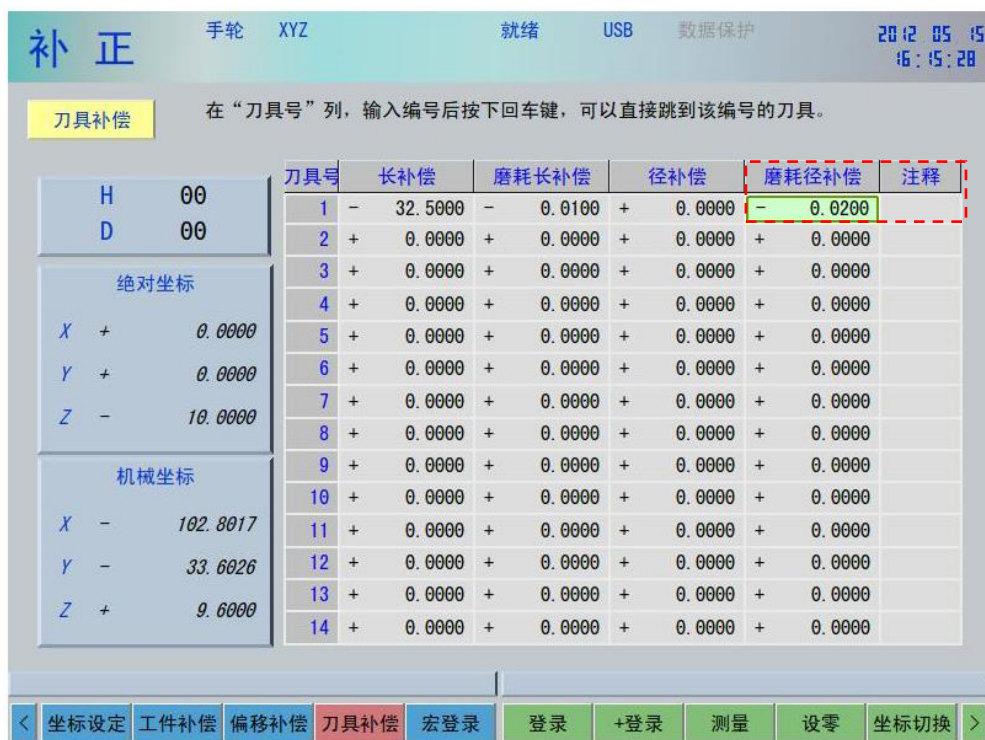 补 正 手轮 XYZ 就绪 USB 数据保护 2012 05 15
16:15:28
刀具补偿 在“刀具号”列，输入编号后按下回车键，可以直接跳到该编号的刀具。
H 00
D 00
绝对坐标
X + 0.0000
Y + 0.0000
Z - 10.0000
机械坐标
X - 102.8017
Y - 33.6026
Z + 9.6000
刀具号 长补偿 磨耗长补偿 径补偿 磨耗径补偿 注释
1 - 32.5000 - 0.0100 + 0.0000 - 0.0200
2 + 0.0000 + 0.0000 + 0.0000 + 0.0000
3 + 0.0000 + 0.0000 + 0.0000 + 0.0000
4 + 0.0000 + 0.0000 + 0.0000 + 0.0000
5 + 0.0000 + 0.0000 + 0.0000 + 0.0000
6 + 0.0000 + 0.0000 + 0.0000 + 0.0000
7 + 0.0000 + 0.0000 + 0.0000 + 0.0000
8 + 0.0000 + 0.0000 + 0.0000 + 0.0000
9 + 0.0000 + 0.0000 + 0.0000 + 0.0000
10 + 0.0000 + 0.0000 + 0.0000 + 0.0000
11 + 0.0000 + 0.0000 + 0.0000 + 0.0000
12 + 0.0000 + 0.0000 + 0.0000 + 0.0000
13 + 0.0000 + 0.0000 + 0.0000 + 0.0000
14 + 0.0000 + 0.0000 + 0.0000 + 0.0000
< 坐标设定 工件补偿 偏移补偿 刀具补偿 宏登录 登录 +登录 测量 设零 坐标切换 >